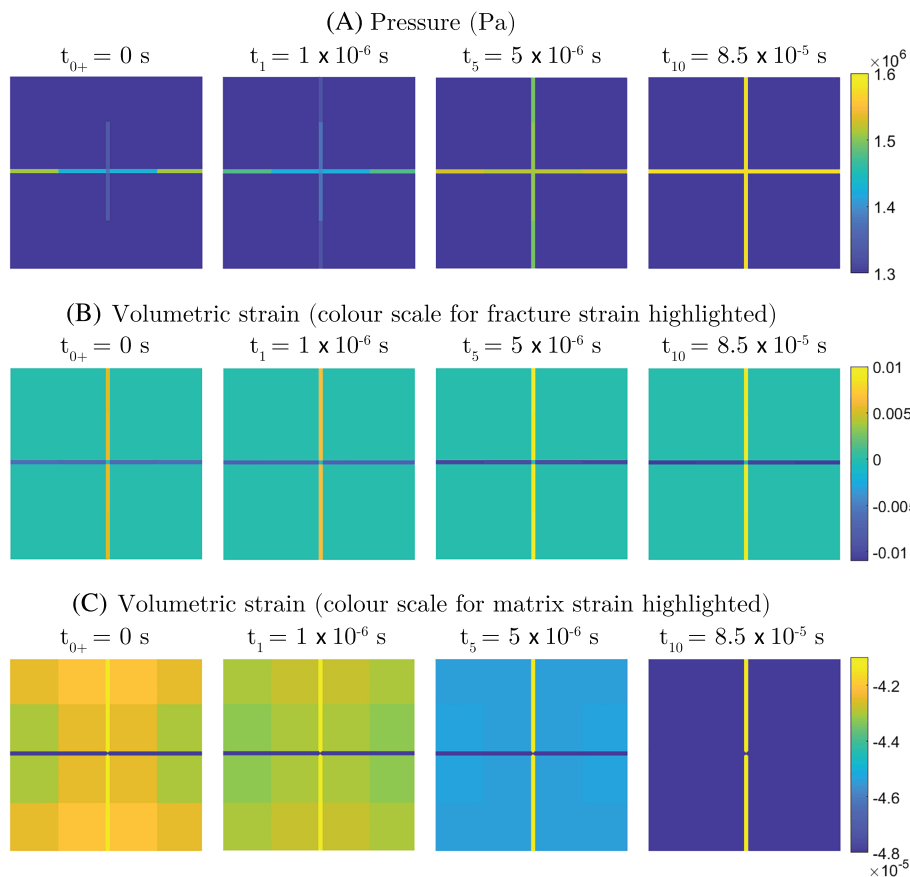 (A) Pressure (Pa)
t0+ = 0 s
t1 = 1 x 10-6 s
t5 = 5 x 10-6 s
t10 = 8.5 x 10-5 s
×10^6
1.6
1.5
1.4
1.3
(B) Volumetric strain (colour scale for fracture strain highlighted)
t0+ = 0 s
t1 = 1 x 10-6 s
t5 = 5 x 10-6 s
t10 = 8.5 x 10-5 s
0.01
0.005
0
-0.005
-0.01
(C) Volumetric strain (colour scale for matrix strain highlighted)
t0+ = 0 s
t1 = 1 x 10-6 s
t5 = 5 x 10-6 s
t10 = 8.5 x 10-5 s
-4.2
-4.4
-4.6
-4.8
×10^-5